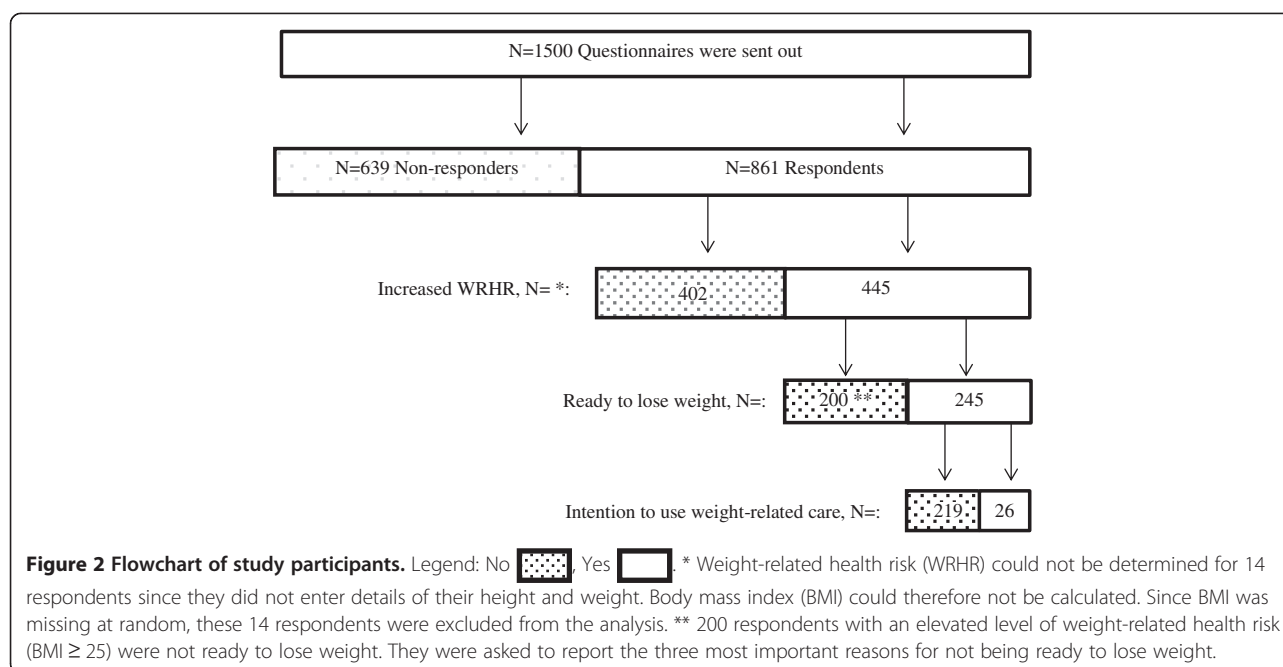 N=1500 Questionnaires were sent out
N=639 Non-responders N=861 Respondents
Increased WRHR, N= *: 402 445
Ready to lose weight, N=: 200 ** 245
Intention to use weight-related care, N=: 219 26
Figure 2 Flowchart of study participants. Legend: No , Yes . * Weight-related health risk (WRHR) could not be determined for 14
respondents since they did not enter details of their height and weight. Body mass index (BMI) could therefore not be calculated. Since BMI was
missing at random, these 14 respondents were excluded from the analysis. ** 200 respondents with an elevated level of weight-related health risk
(BMI ≥ 25) were not ready to lose weight. They were asked to report the three most important reasons for not being ready to lose weight.